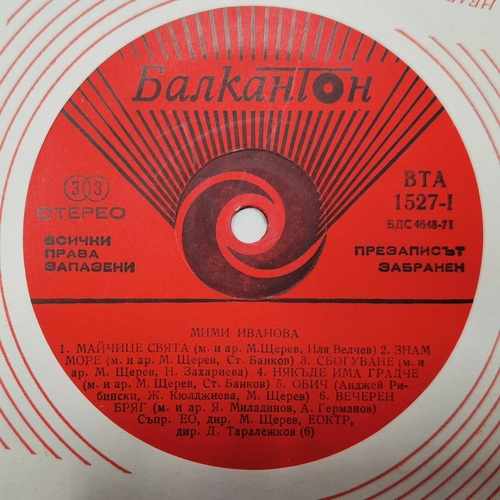 Балкантон
33
СТЕРЕО
ВСИЧКИ
ПРАВА
ЗАПАЗЕНИ
ВТА
1527-I
БДС 4648-71
ПРЕЗАПИСЪТ
ЗАБРАНЕН
МИМИ ИВАНОВА
1. МАЙЧИЦЕ СВЯТА (м. и ар. М. Щерев, Иля Велчев) 2. ЗНАМ
МОРЕ (м. и ар. М. Щерев, Ст. Банков) 3. СБОГУВАНЕ (м. и
ар. М. Щерев, Н. Захариева) 4. НЯКЪДЕ ИМА ГРАДЧЕ
(м. и ар. М. Щерев, Ст. Банков) 5. ОБИЧ (Анджей Ри-
бински, Ж. Кюлджиева, М. Щерев) 6. ВЕЧЕРЕН
БРЯГ (м. и ар. Я. Миладинов, А. Германов)
Съпр. ЕО, дир. М. Щерев, ЕОКТР,
дир. Д. Таралежков (6)